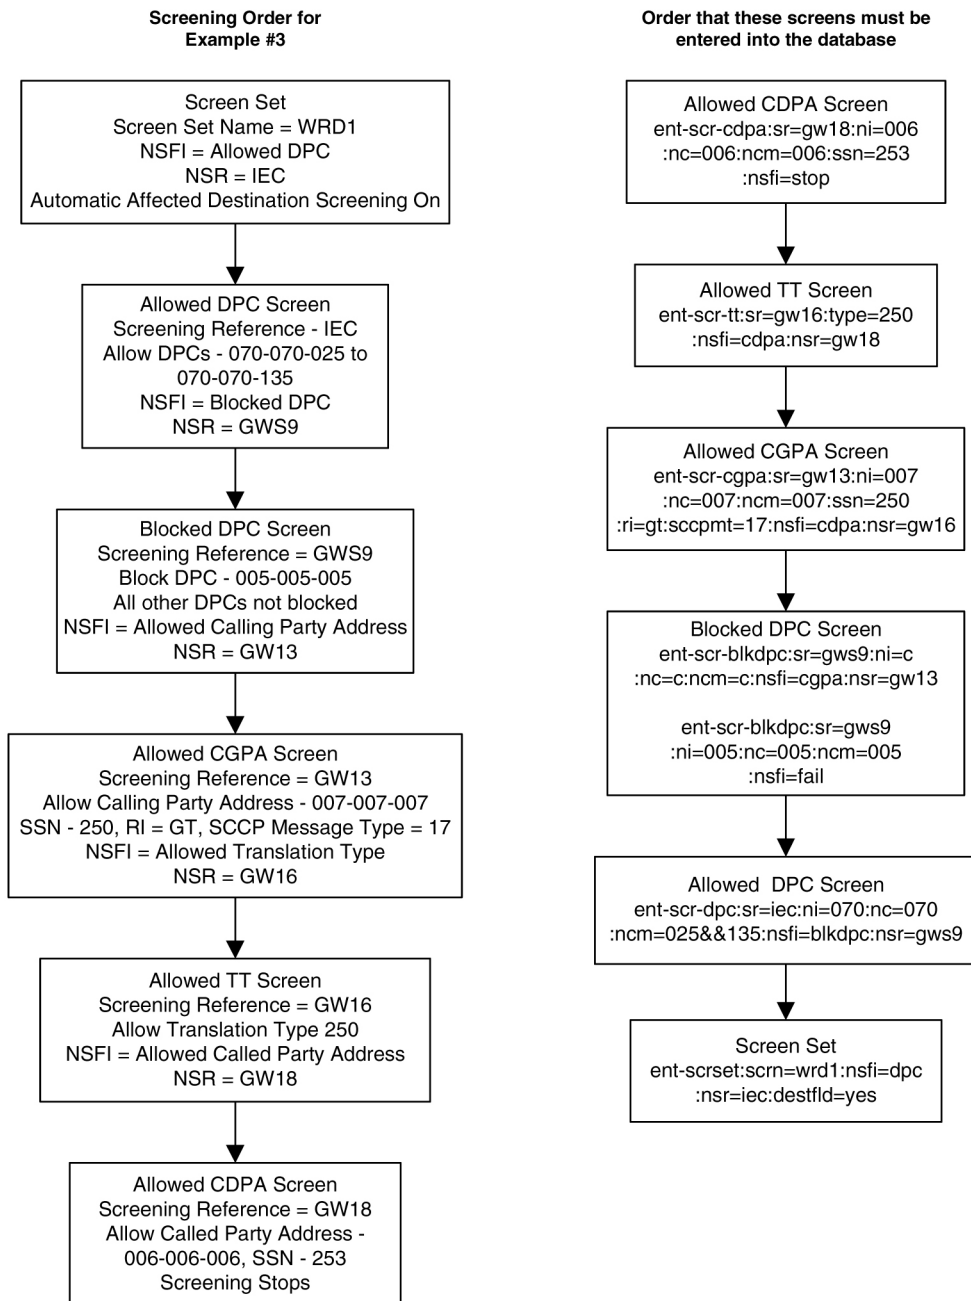 Screening Order for
Example #3
Screen Set
Screen Set Name = WRD1
NSFI = Allowed DPC
NSR = IEC
Automatic Affected Destination Screening On
Allowed DPC Screen
Screening Reference - IEC
Allow DPCs - 070-070-025 to
070-070-135
NSFI = Blocked DPC
NSR = GWS9
Blocked DPC Screen
Screening Reference = GWS9
Block DPC - 005-005-005
All other DPCs not blocked
NSFI = Allowed Calling Party Address
NSR = GW13
Allowed CGPA Screen
Screening Reference = GW13
Allow Calling Party Address - 007-007-007
SSN - 250, RI = GT, SCCP Message Type = 17
NSFI = Allowed Translation Type
NSR = GW16
Allowed TT Screen
Screening Reference = GW16
Allow Translation Type 250
NSFI = Allowed Called Party Address
NSR = GW18
Allowed CDPA Screen
Screening Reference = GW18
Allow Called Party Address -
006-006-006, SSN - 253
Screening Stops
Order that these screens must be
entered into the database
Allowed CDPA Screen
ent-scr-cdpa:sr=gw18:ni=006
:nc=006:ncm=006:ssn=253
:nsfi=stop
Allowed TT Screen
ent-scr-tt:sr=gw16:type=250
:nsfi=cdpa:nsr=gw18
Allowed CGPA Screen
ent-scr-cgpa:sr=gw13:ni=007
:nc=007:ncm=007:ssn=250
:ri=gt:sccpmt=17:nsfi=cdpa:nsr=gw16
Blocked DPC Screen
ent-scr-blkdpc:sr=gws9:ni=c
:nc=c:ncm=c:nsfi=cgpa:nsr=gw13
ent-scr-blkdpc:sr=gws9
:ni=005:nc=005:ncm=005
:nsfi=fail
Allowed DPC Screen
ent-scr-dpc:sr=iec:ni=070:nc=070
:ncm=025&&135:nsfi=blkdpc:nsr=gws9
Screen Set
ent-scrset:scrn=wrd1:nsfi=dpc
:nsr=iec:destfld=yes